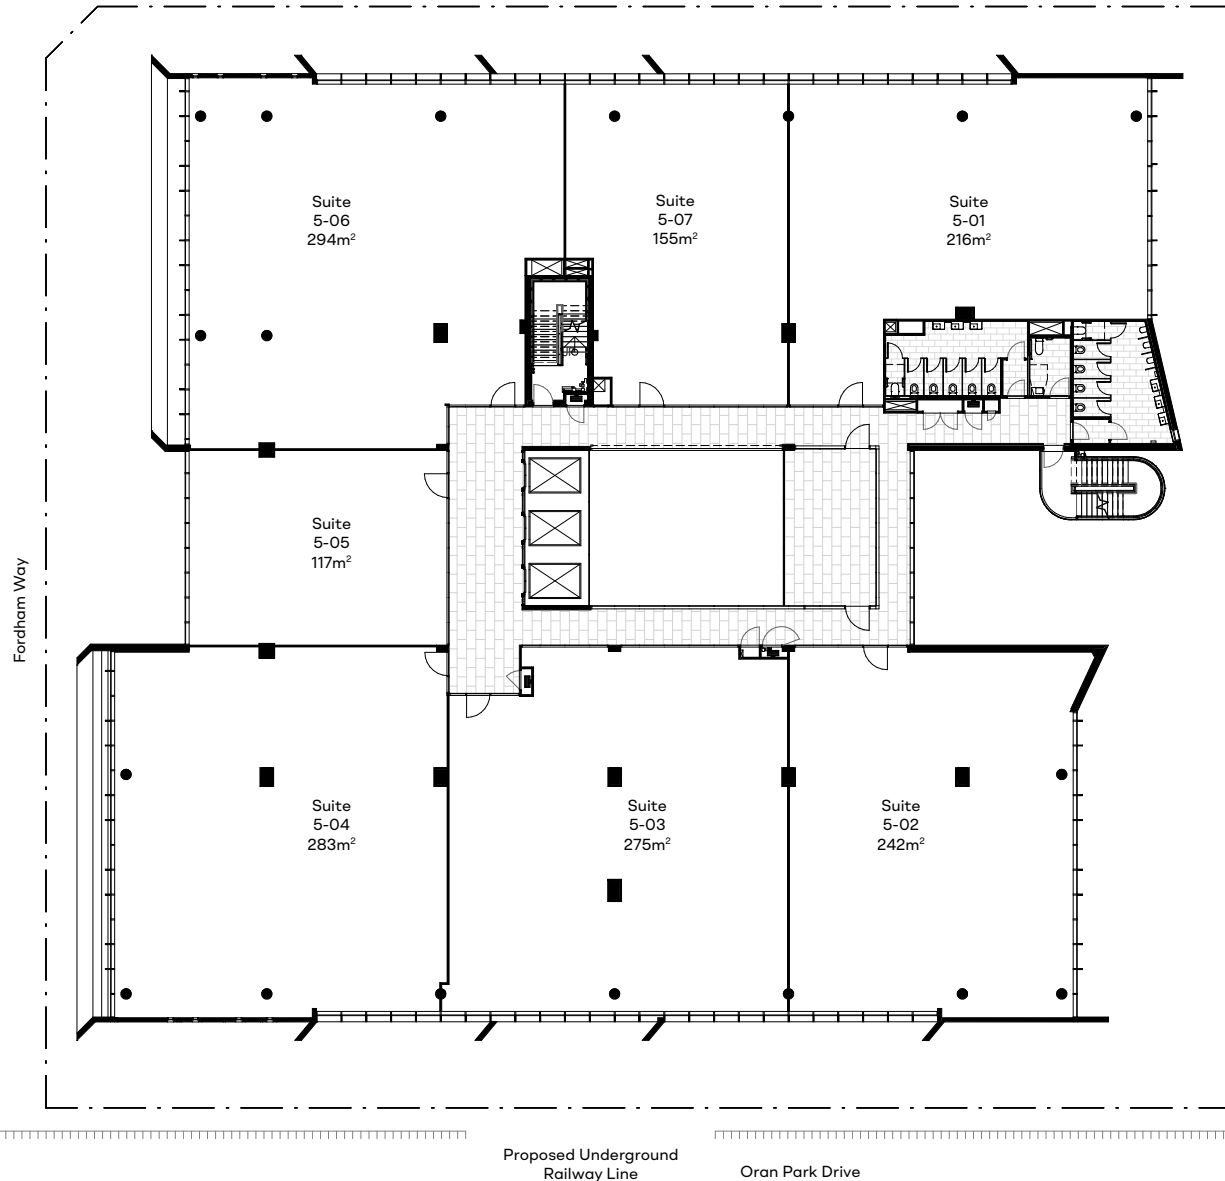 Suite
5-06
294m²
Suite
5-07
155m²
Suite
5-01
216m²
Suite
5-05
117m²
Fordham Way
Suite
5-04
283m²
Suite
5-03
275m²
Suite
5-02
242m²
Proposed Underground
Railway Line
Oran Park Drive